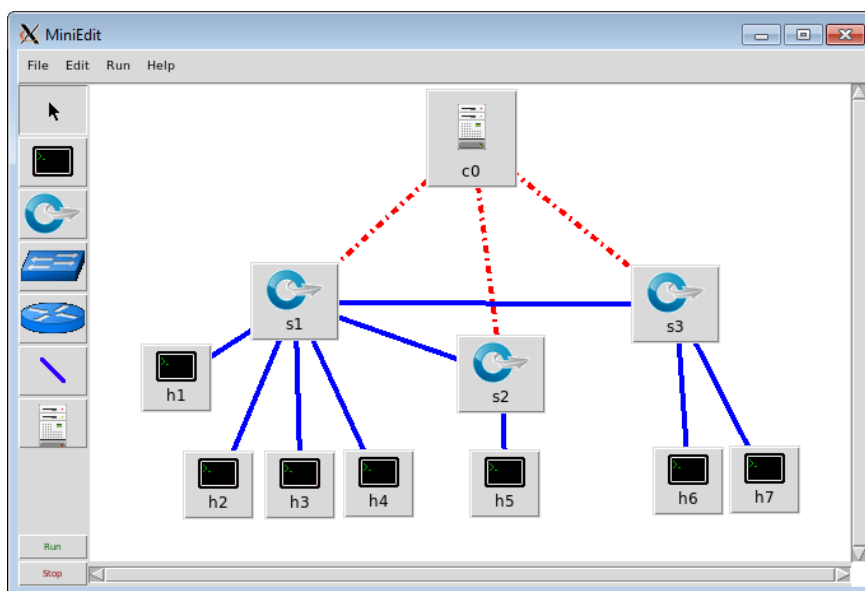 MiniEdit
File Edit Run Help
c0
s1
s3
h1
s2
h2 h3 h4 h5 h6 h7
Run
Stop